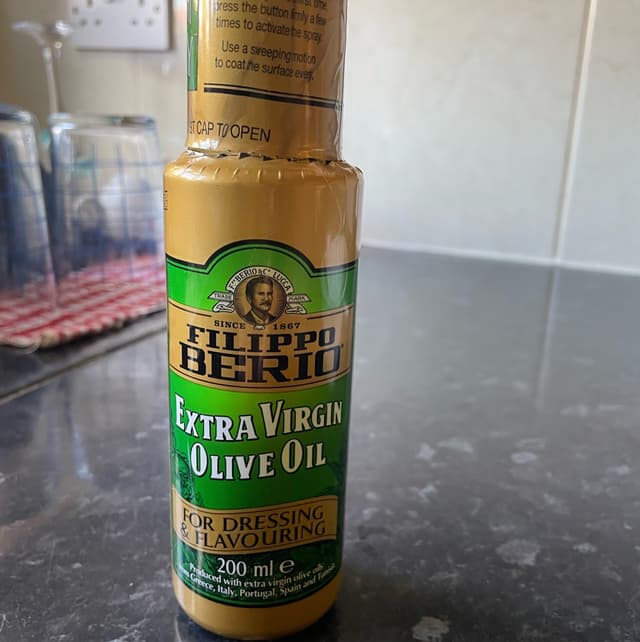 press the button firmly a few
times to activate the spray.
Use a sweeping motion
to coat the surface evenly
ST CAP TO OPEN
F. BERIO & C. LUCCA
TRADE MARK
SINCE 1867
FILIPPO
BERIO
EXTRA VIRGIN
OLIVE OIL
FOR DRESSING
& FLAVOURING
200 ml e
Produced with extra virgin olive oils
from Greece, Italy, Portugal, Spain and Tunisia